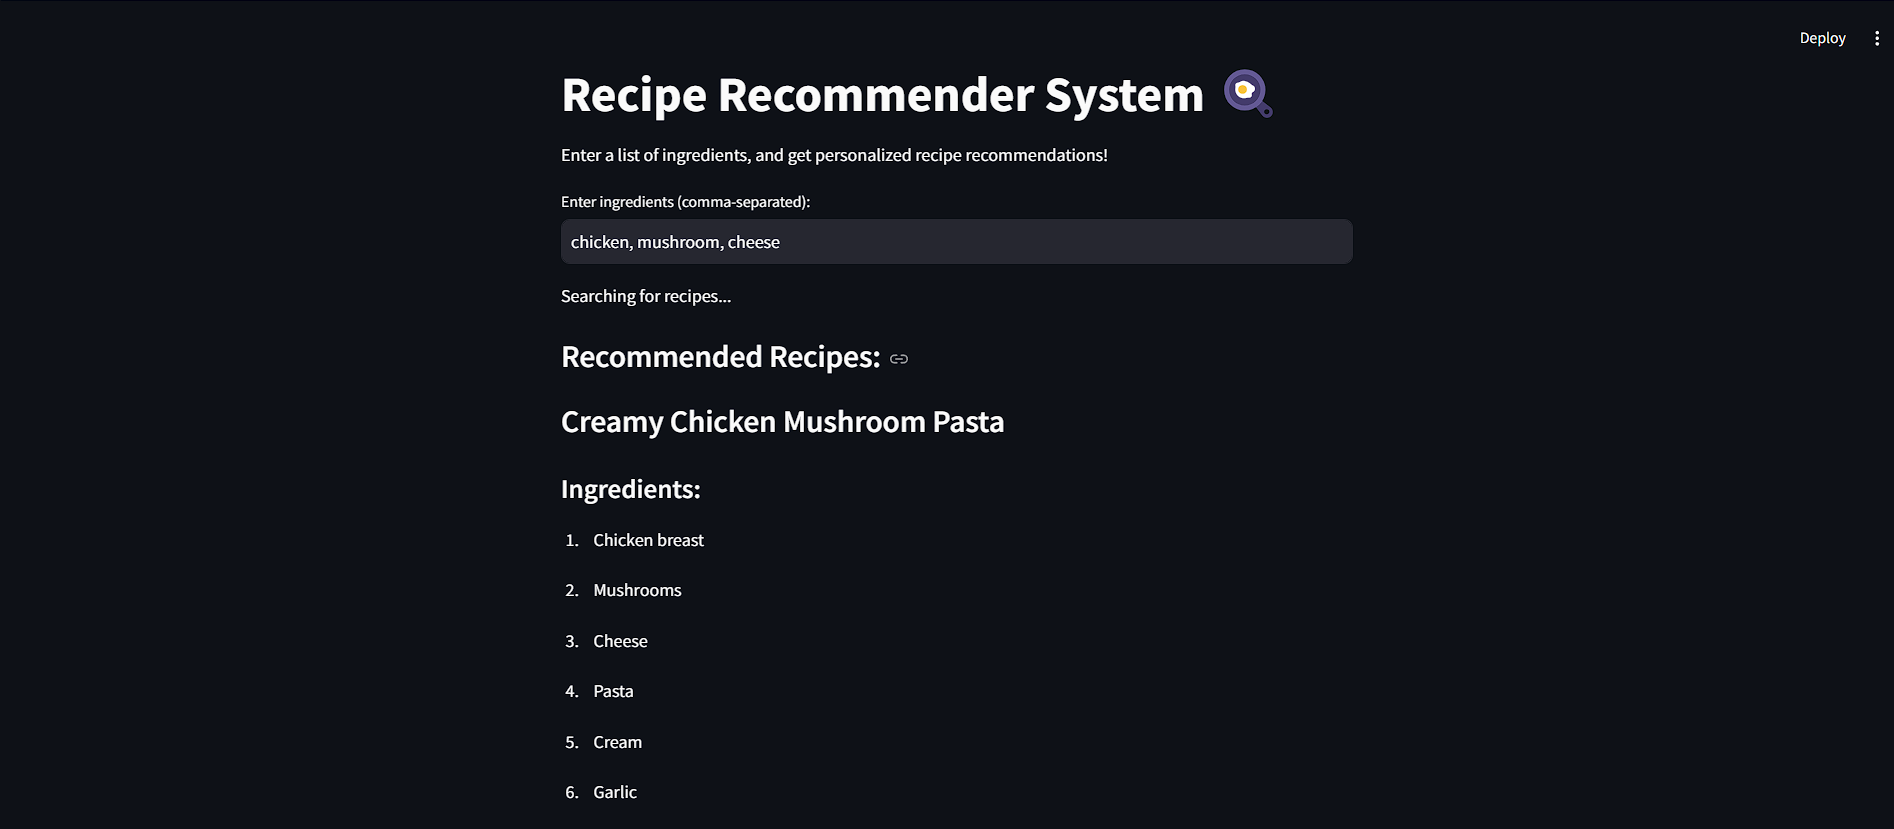 Deploy
Recipe Recommender System
Enter a list of ingredients, and get personalized recipe recommendations!
Enter ingredients (comma-separated):
chicken, mushroom, cheese
Searching for recipes...
Recommended Recipes:
Creamy Chicken Mushroom Pasta
Ingredients:
1. Chicken breast
2. Mushrooms
3. Cheese
4. Pasta
5. Cream
6. Garlic